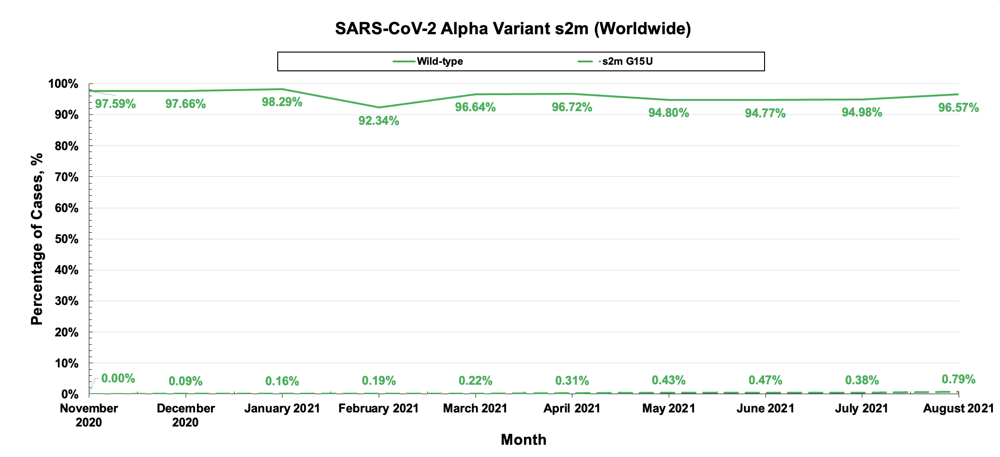 SARS-CoV-2 Alpha Variant s2m (Worldwide)
Wild-type s2m G15U
100%
97.59% 97.66% 98.29% 92.34% 96.64% 96.72% 94.80% 94.77% 94.98% 96.57%
90%
80%
70%
60%
50%
40%
30%
20%
10%
0.00% 0.09% 0.16% 0.19% 0.22% 0.31% 0.43% 0.47% 0.38% 0.79%
0%
Percentage of Cases, %
November 2020 December 2020 January 2021 February 2021 March 2021 April 2021 May 2021 June 2021 July 2021 August 2021
Month